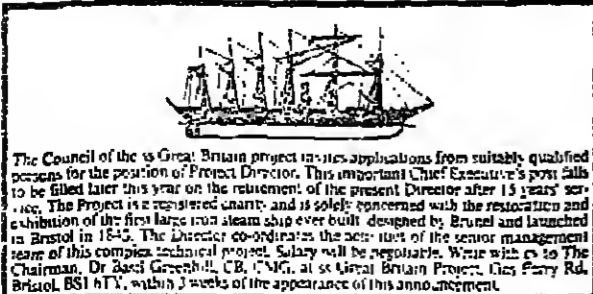 The Council of the ss Great Britain project invites applications from suitably qualified
persons for the position of Project Director. This important Chief Executive's post falls
to be filled later this year on the retirement of the present Director after 15 years' ser-
vice. The Project is a registered charity and is solely concerned with the restoration and
exhibition of the first large iron steam ship ever built designed by Brunel and launched
in Bristol in 1843. The Director co-ordinates the activities of the senior management
team of this complex technical project. Salary will be negotiable. Write with cv to The
Chairman, Dr Basil Greenhill, CB, CMG, at ss Great Britain Project, Gas Ferry Rd,
Bristol, BS1 6TY, within 3 weeks of the appearance of this announcement.